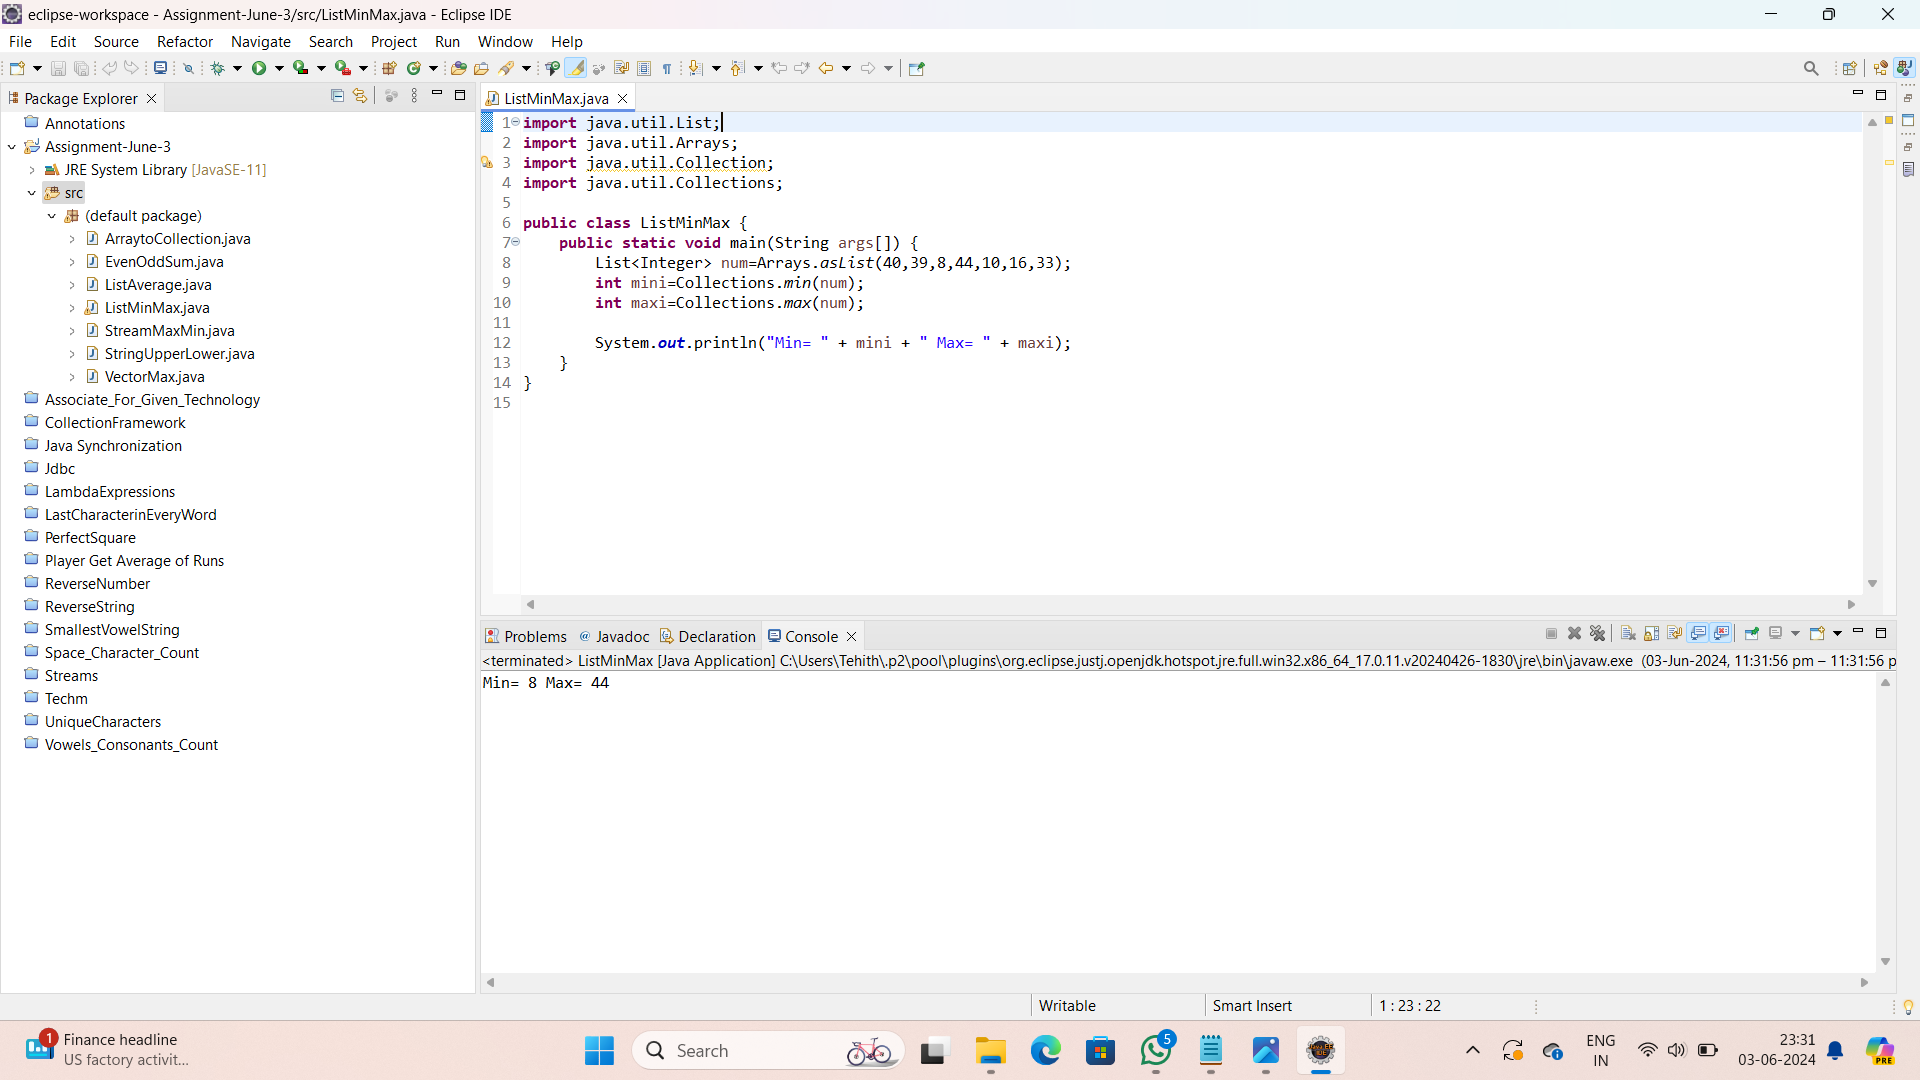 eclipse-workspace - Assignment-June-3/src/ListMinMax.java - Eclipse IDE
File Edit Source Refactor Navigate Search Project Run Window Help
Package Explorer
Annotations
Assignment-June-3
JRE System Library [JavaSE-11]
src
(default package)
ArraytoCollection.java
EvenOddSum.java
ListAverage.java
ListMinMax.java
StreamMaxMin.java
StringUpperLower.java
VectorMax.java
Associate_For_Given_Technology
CollectionFramework
Java Synchronization
Jdbc
LambdaExpressions
LastCharacterinEveryWord
PerfectSquare
Player Get Average of Runs
ReverseNumber
ReverseString
SmallestVowelString
Space_Character_Count
Streams
Techm
UniqueCharacters
Vowels_Consonants_Count
ListMinMax.java
1 import java.util.List;
2 import java.util.Arrays;
3 import java.util.Collection;
4 import java.util.Collections;
5
6 public class ListMinMax {
7 public static void main(String args[]) {
8 List<Integer> num=Arrays.asList(40,39,8,44,10,16,33);
9 int mini=Collections.min(num);
10 int maxi=Collections.max(num);
11
12 System.out.println("Min= " + mini + " Max= " + maxi);
13 }
14 }
15
Problems Javadoc Declaration Console
<terminated> ListMinMax [Java Application] C:\Users\Tehith\.p2\pool\plugins\org.eclipse.justj.openjdk.hotspot.jre.full.win32.x86_64_17.0.11.v20240426-1830\jre\bin\javaw.exe (03-Jun-2024, 11:31:56 pm – 11:31:56 p
Min= 8 Max= 44
Writable Smart Insert 1 : 23 : 22
1 Finance headline
US factory activit...
Search
5
ENG
IN
23:31
03-06-2024
PRE